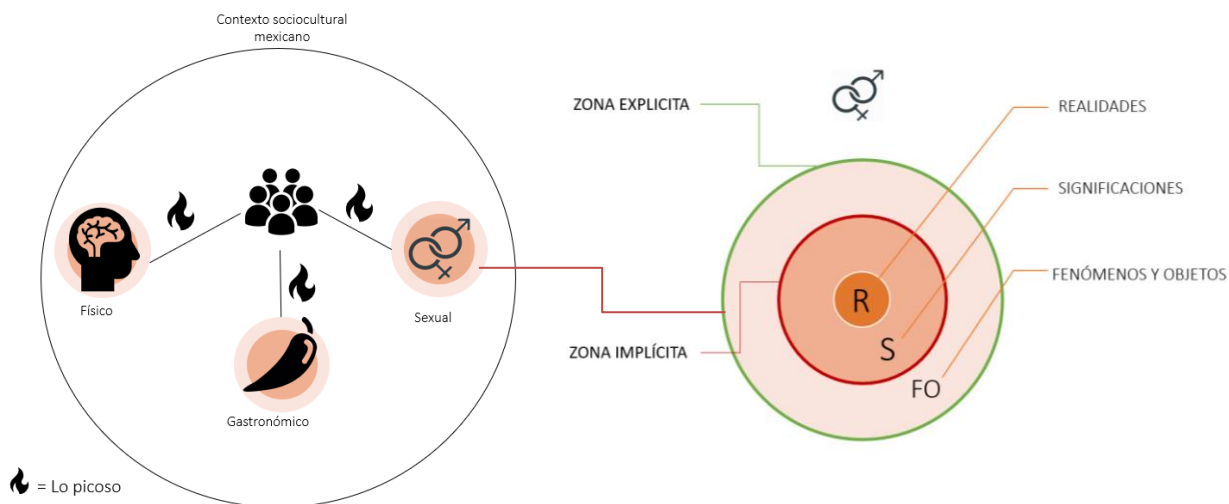 Contexto sociocultural
mexicano
Físico
Sexual
Gastronómico
= Lo picoso
ZONA EXPLICITA
ZONA IMPLÍCITA
REALIDADES
SIGNIFICACIONES
FENÓMENOS Y OBJETOS
R
S
FO